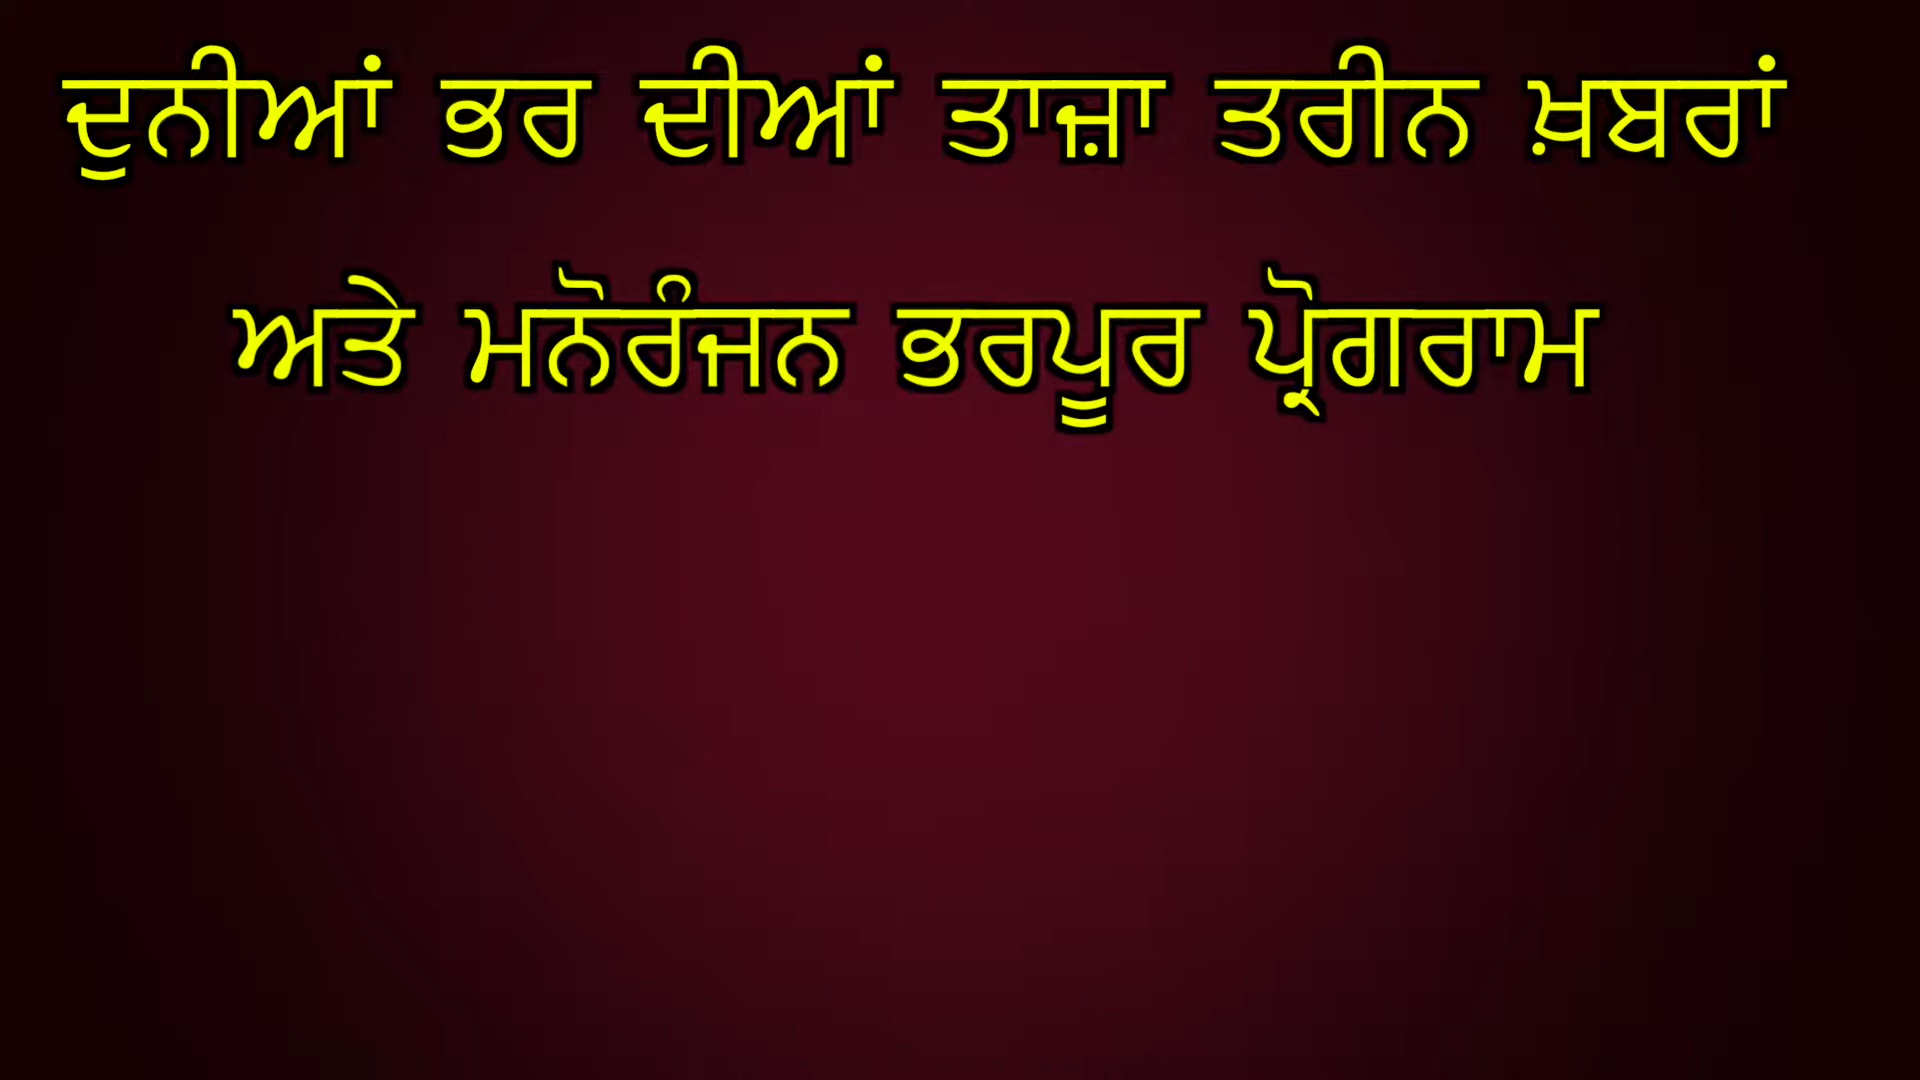 ਦੁਨੀਆਂ ਭਰ ਦੀਆਂ ਤਾਜ਼ਾ ਤਰੀਨ ਖ਼ਬਰਾਂ
ਅਤੇ ਮਨੋਰੰਜਨ ਭਰਪੂਰ ਪ੍ਰੋਗਰਾਮ